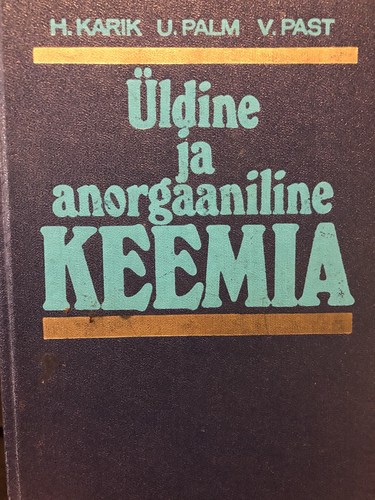 H. KARIK U. PALM V. PAST
Üldine
ja
anorgaaniline
KEEMIA